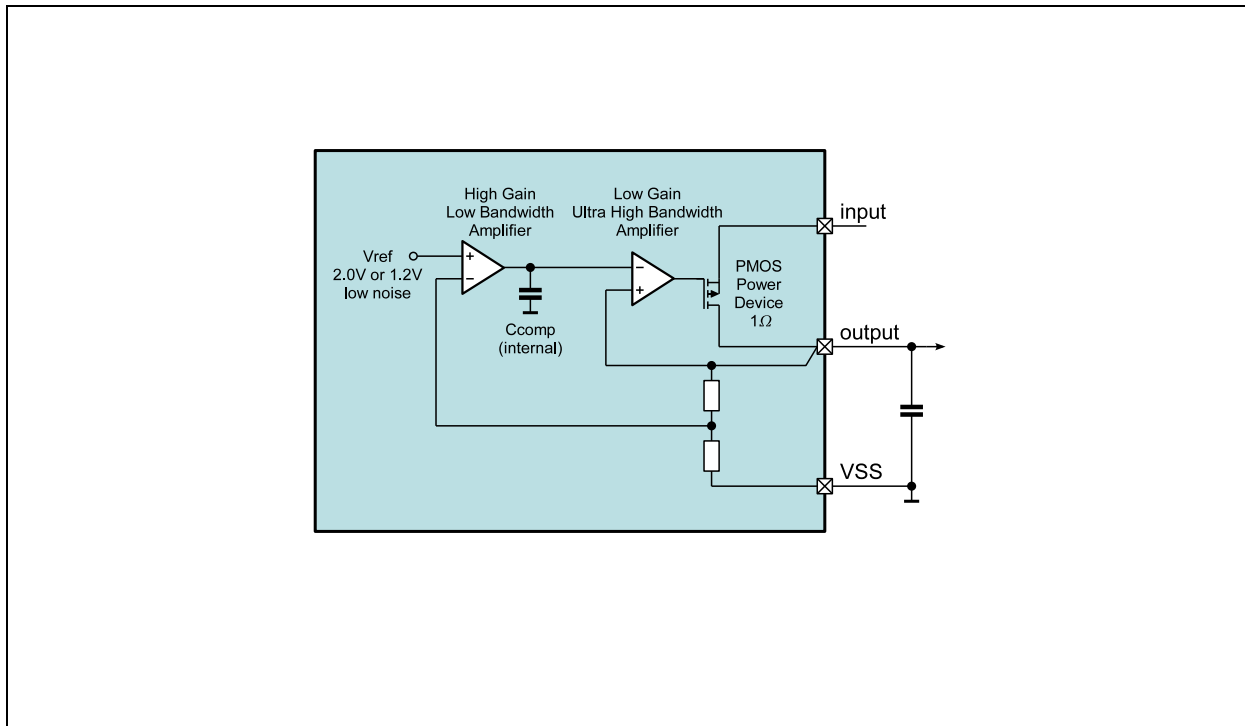 High Gain
Low Bandwidth
Amplifier
Low Gain
Ultra High Bandwidth
Amplifier
input
Vref
2.0V or 1.2V
low noise
+
−
−
+
PMOS
Power
Device
1Ω
Ccomp
(internal)
output
VSS